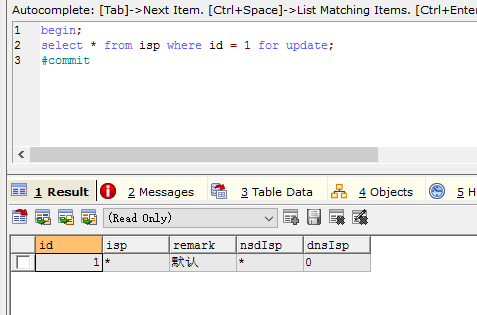 Autocomplete: [Tab]->Next Item. [Ctrl+Space]->List Matching Items. [Ctrl+Enter
1 begin;
2 select * from isp where id = 1 for update;
3 #commit
1 Result 2 Messages 3 Table Data 4 Objects 5 H
(Read Only)
id isp remark nsdIsp dnsIsp
1 * 默认 * 0